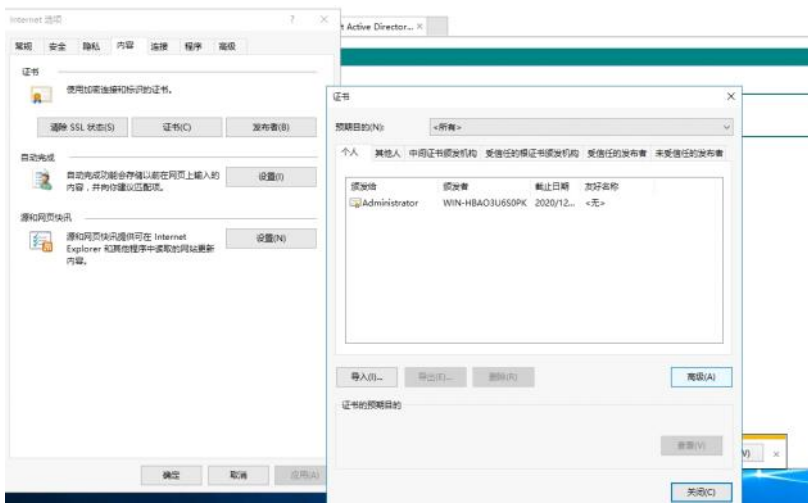 Internet 选项
? ×
常规 安全 隐私 内容 连接 程序 高级
证书
使用加密连接和标识的证书。
清除 SSL 状态(S) 证书(C) 发布者(B)
自动完成
自动完成功能会存储以前在网页上输入的
内容，并向你建议匹配项。
设置(I)
源和网页快讯
源和网页快讯提供可在 Internet
Explorer 和其他程序中读取的网站更新
内容。
设置(N)
确定 取消 应用(A)
t Active Director... ×
证书
×
预期目的(N): <所有>
个人 其他人 中间证书颁发机构 受信任的根证书颁发机构 受信任的发布者 未受信任的发布者
颁发给 颁发者 截止日期 友好名称
Administrator WIN-HBAO3U6S0PK 2020/12... <无>
导入(I)... 导出(E)... 删除(R) 高级(A)
证书的预期目的
查看(V)
关闭(C)
V) ×